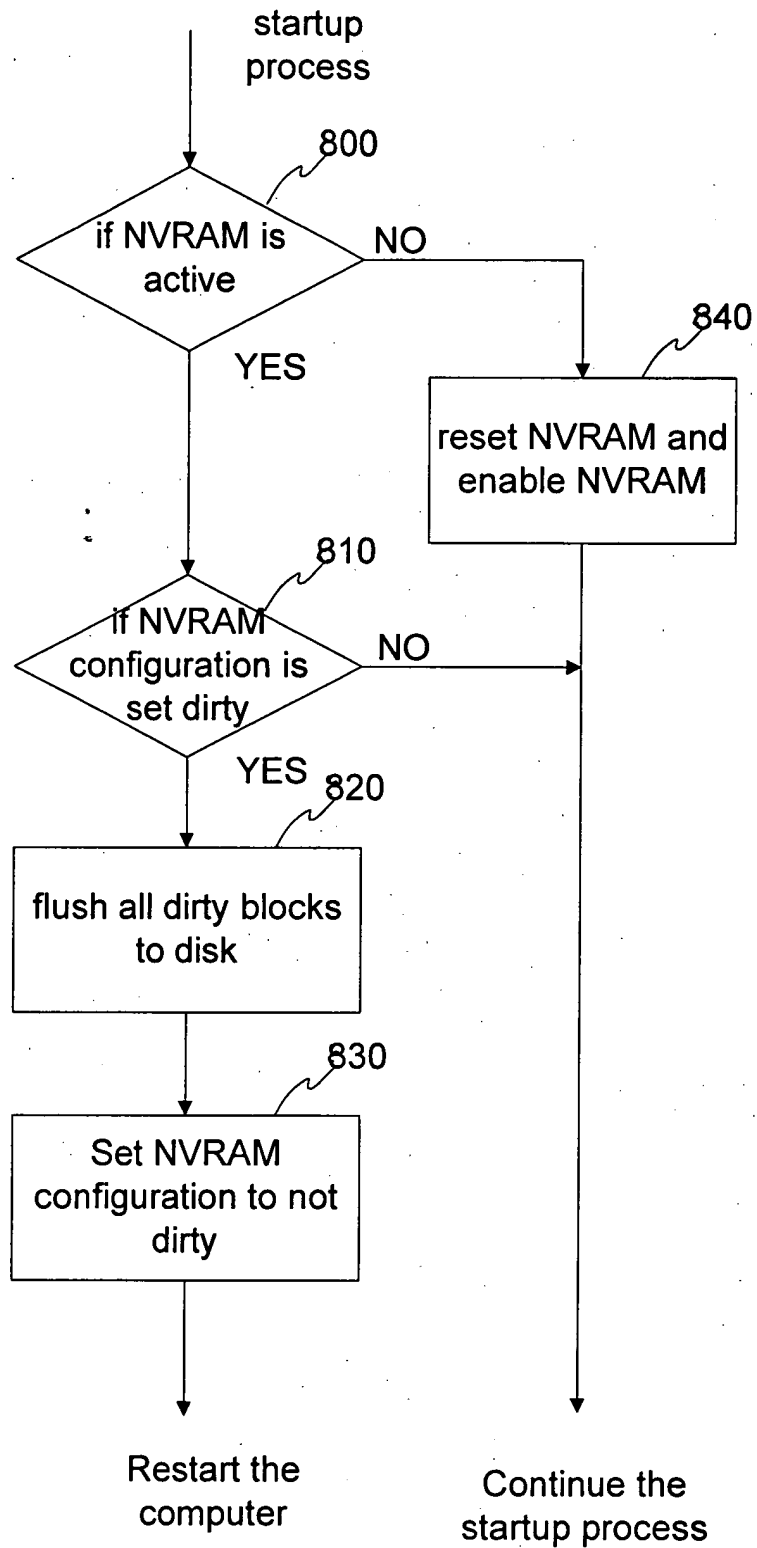 startup
process
800
if NVRAM is
active
NO
840
YES
reset NVRAM and
enable NVRAM
810
if NVRAM
configuration is
set dirty
NO
YES
820
flush all dirty blocks
to disk
830
Set NVRAM
configuration to not
dirty
Restart the
computer
Continue the
startup process